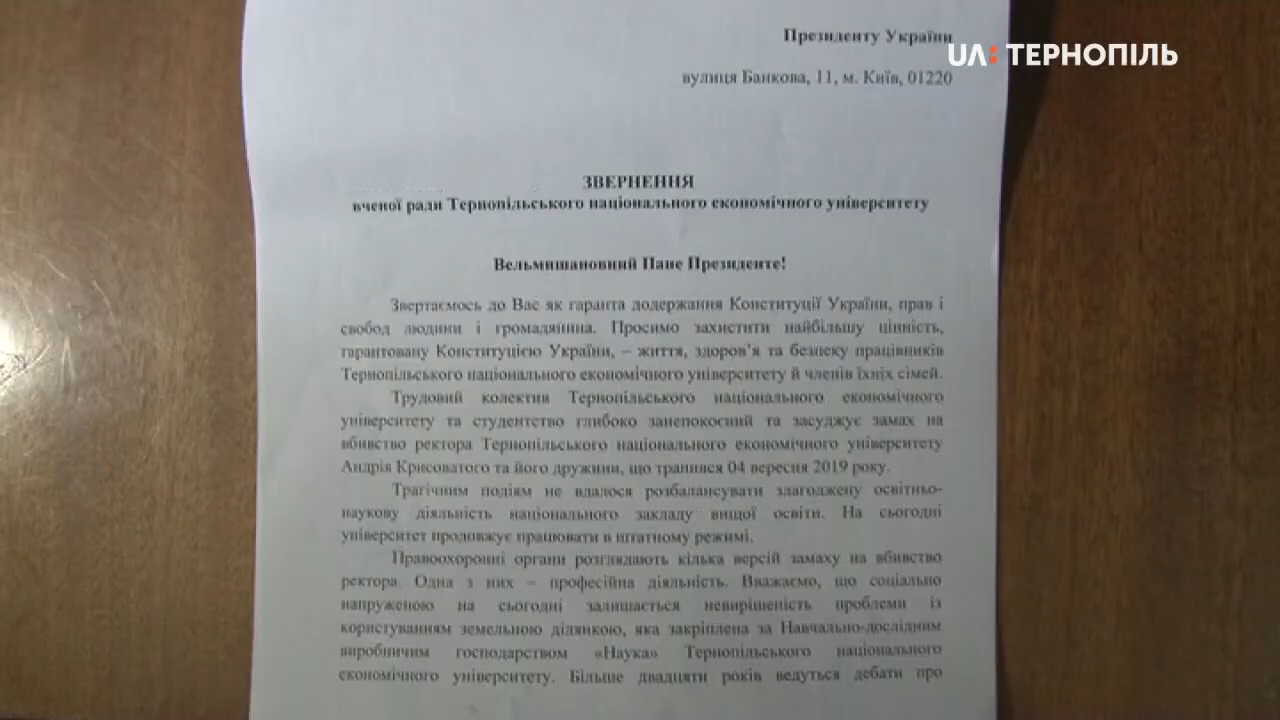 Президенту України
UA: ТЕРНОПІЛЬ
вулиця Банкова, 11, м. Київ, 01220
ЗВЕРНЕННЯ
вченої ради Тернопільського національного економічного університету
Вельмишановний Пане Президенте!
Звертаємось до Вас як гаранта додержання Конституції України, прав і
свобод людини і громадянина. Просимо захистити найбільшу цінність,
гарантовану Конституцією України, – життя, здоров’я та безпеку працівників
Тернопільського національного економічного університету й членів їхніх сімей.
Трудовий колектив Тернопільського національного економічного
університету та студентство глибоко занепокоєний та засуджує замах на
вбивство ректора Тернопільського національного економічного університету
Андрія Крисоватого та його дружини, що трапився 04 вересня 2019 року.
Трагічним подіям не вдалося розбалансувати злагоджену освітньо-
наукову діяльність національного закладу вищої освіти. На сьогодні
університет продовжує працювати в штатному режимі.
Правоохоронні органи розглядають кілька версій замаху на вбивство
ректора. Одна з них – професійна діяльність. Вважаємо, що соціально
напруженою на сьогодні залишається невирішеність проблеми із
користуванням земельною ділянкою, яка закріплена за Навчально-дослідним
виробничим господарством «Наука» Тернопільського національного
економічного університету. Більше двадцяти років ведуться дебати про